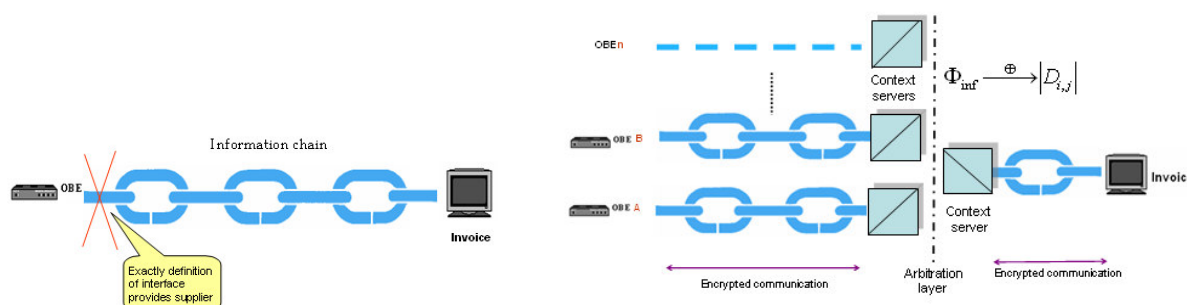 Information chain
OBE
Invoice
Exactly definition
of interface
provides supplier
OBE n
Context
servers
Φinf ⊕→ |Di,j|
OBE B
OBE A
Invoic
Context
server
Encrypted communication
Arbitration
layer
Encrypted communication